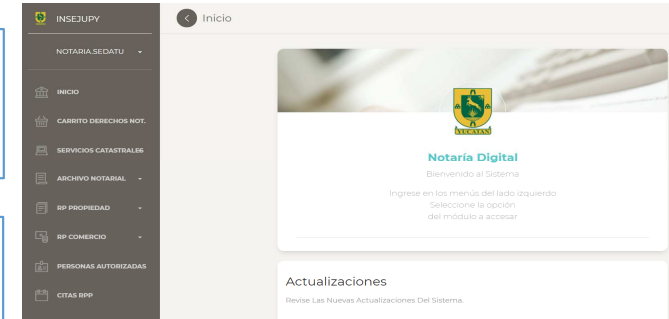 INSEJUPY
Inicio
NOTARIA.SEDATU
INICIO
CARRITO DERECHOS NOT.
SERVICIOS CATASTRALES
ARCHIVO NOTARIAL
RP PROPIEDAD
RP COMERCIO
PERSONAS AUTORIZADAS
CITAS RPP
YUCATÁN
Notaría Digital
Bienvenido al Sistema
Ingrese en los menús del lado izquierdo
Seleccione la opción
del módulo a accesar
Actualizaciones
Revise Las Nuevas Actualizaciones Del Sistema.